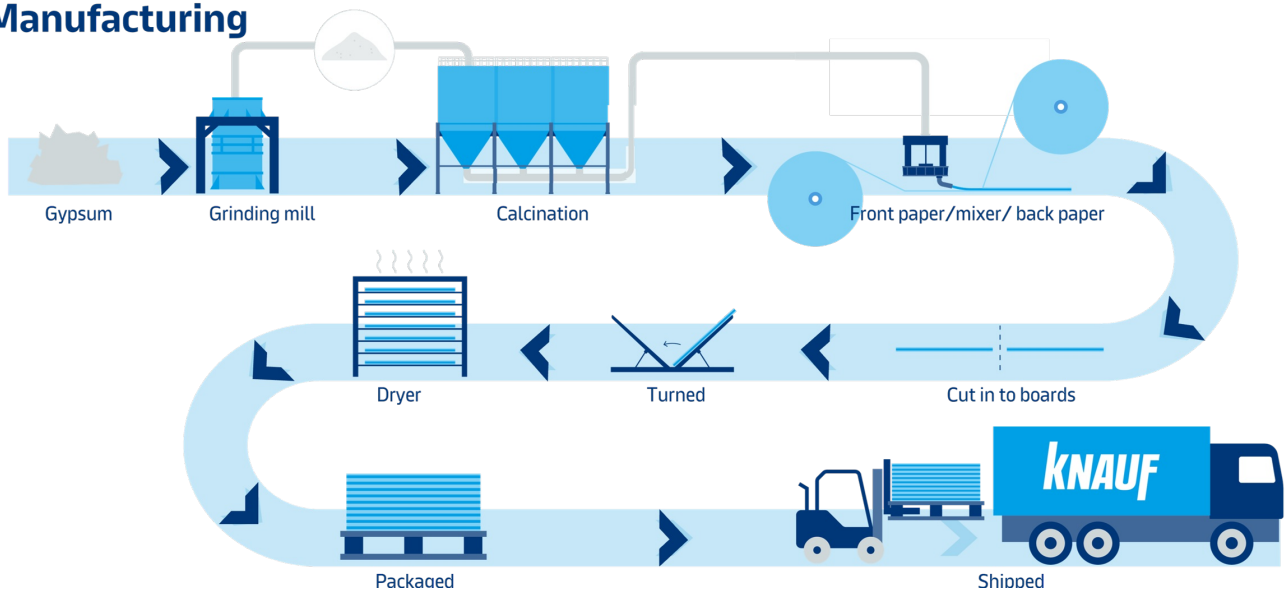 Manufacturing
Gypsum
Grinding mill
Calcination
Front paper/mixer/ back paper
Dryer
Turned
Cut in to boards
KNAUF
Packaged
Shipped